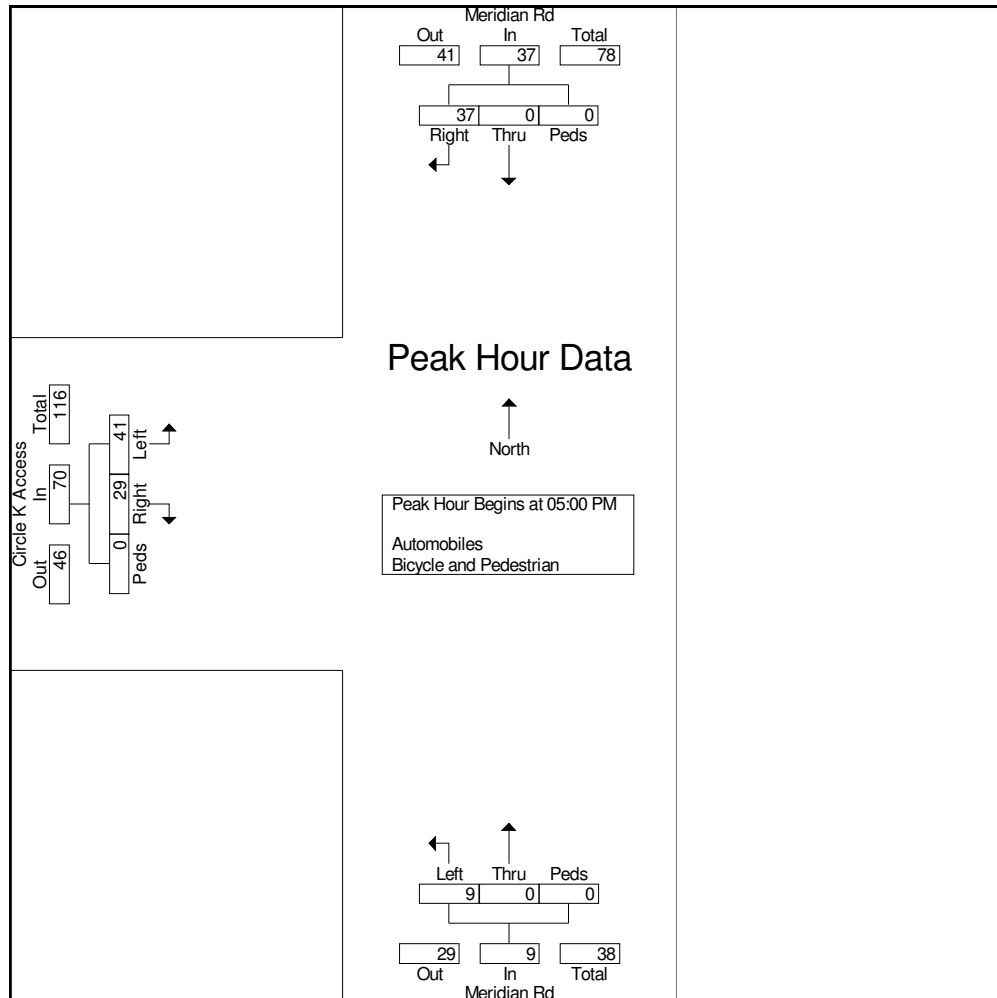 Meridian Rd
Out In Total
41 37 78
37 0 0
Right Thru Peds
Peak Hour Data
North
Peak Hour Begins at 05:00 PM
Automobiles
Bicycle and Pedestrian
Circle K Access
Out In Total
46 70 116
0 29 41
Peds Right Left
Left Thru Peds
9 0 0
29 9 38
Out In Total
Meridian Rd